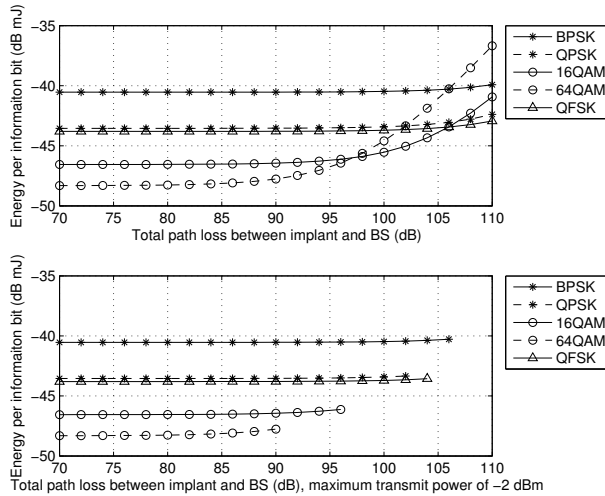 −35
−40
−45
−50
Energy per informaiton bit (dB mJ)
70 75 80 85 90 95 100 105 110
Total path loss between implant and BS (dB)
BPSK
QPSK
16QAM
64QAM
QFSK
−35
−40
−45
−50
Energy per informaiton bit (dB mJ)
70 75 80 85 90 95 100 105 110
Total path loss between implant and BS (dB), maximum transmit power of −2 dBm
BPSK
QPSK
16QAM
64QAM
QFSK